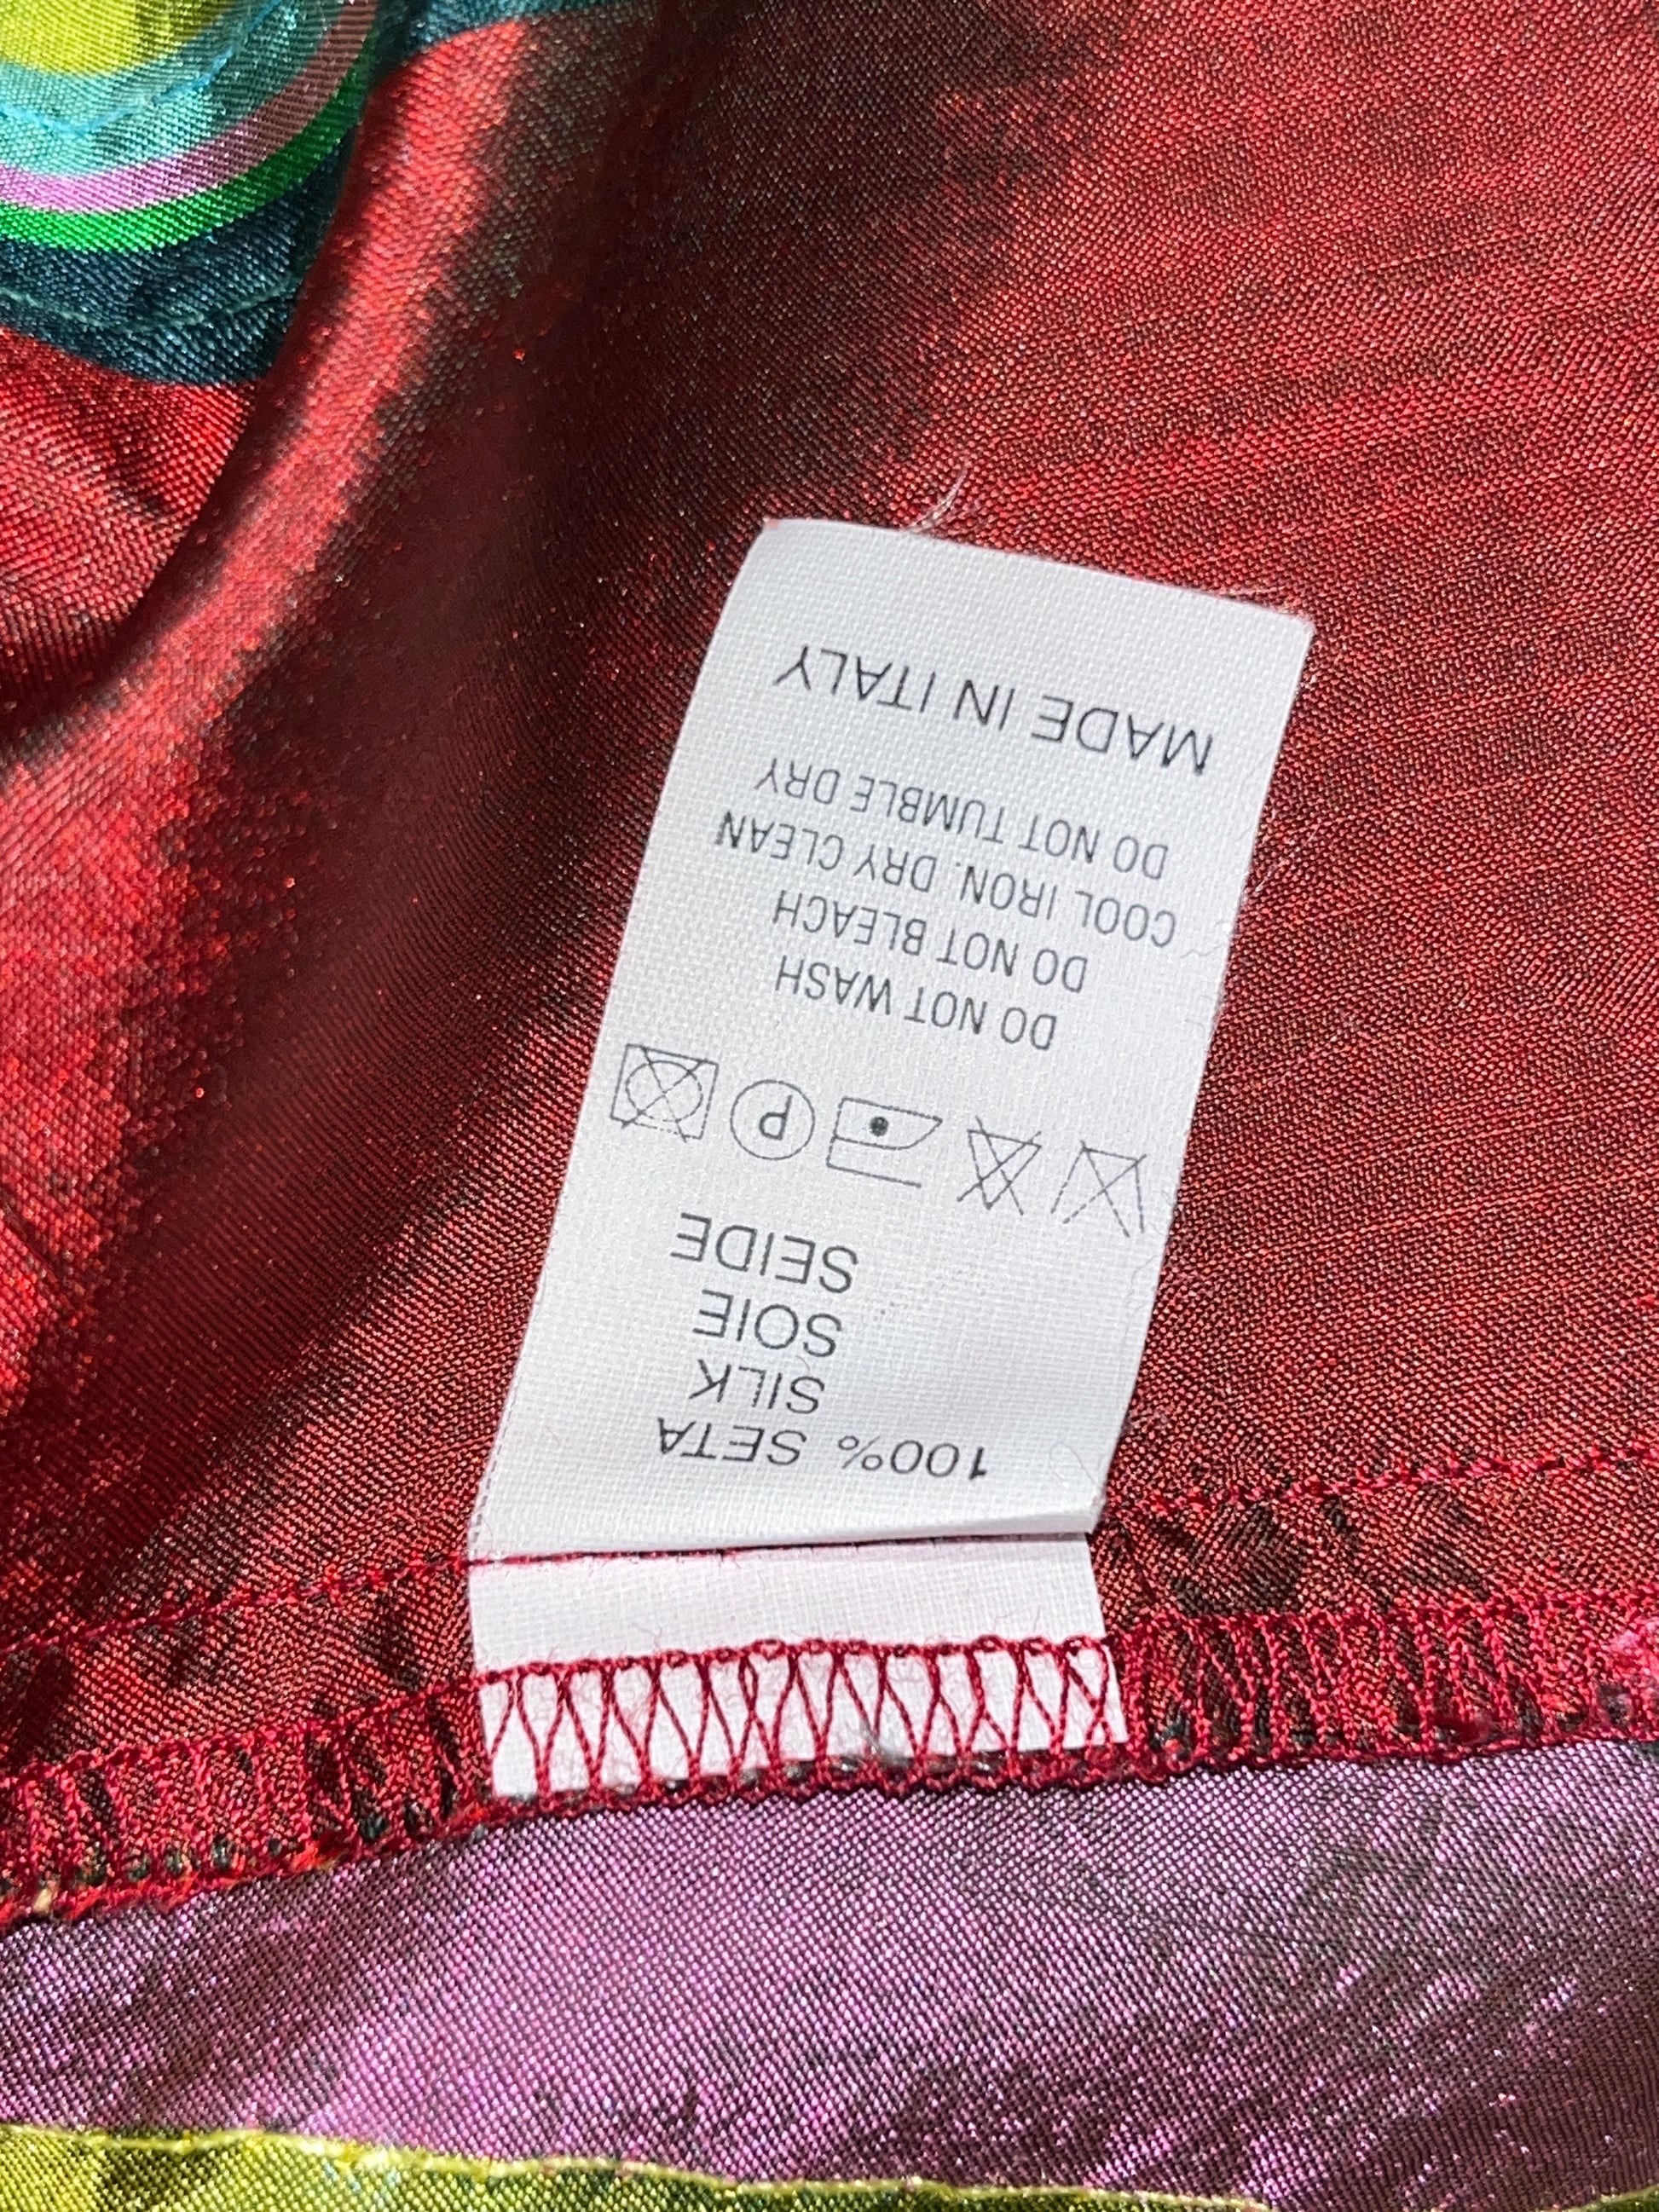 100% SETA
SILK
SOIE
SEIDE
P
DO NOT WASH
DO NOT BLEACH
COOL IRON. DRY CLEAN
DO NOT TUMBLE DRY
MADE IN ITALY